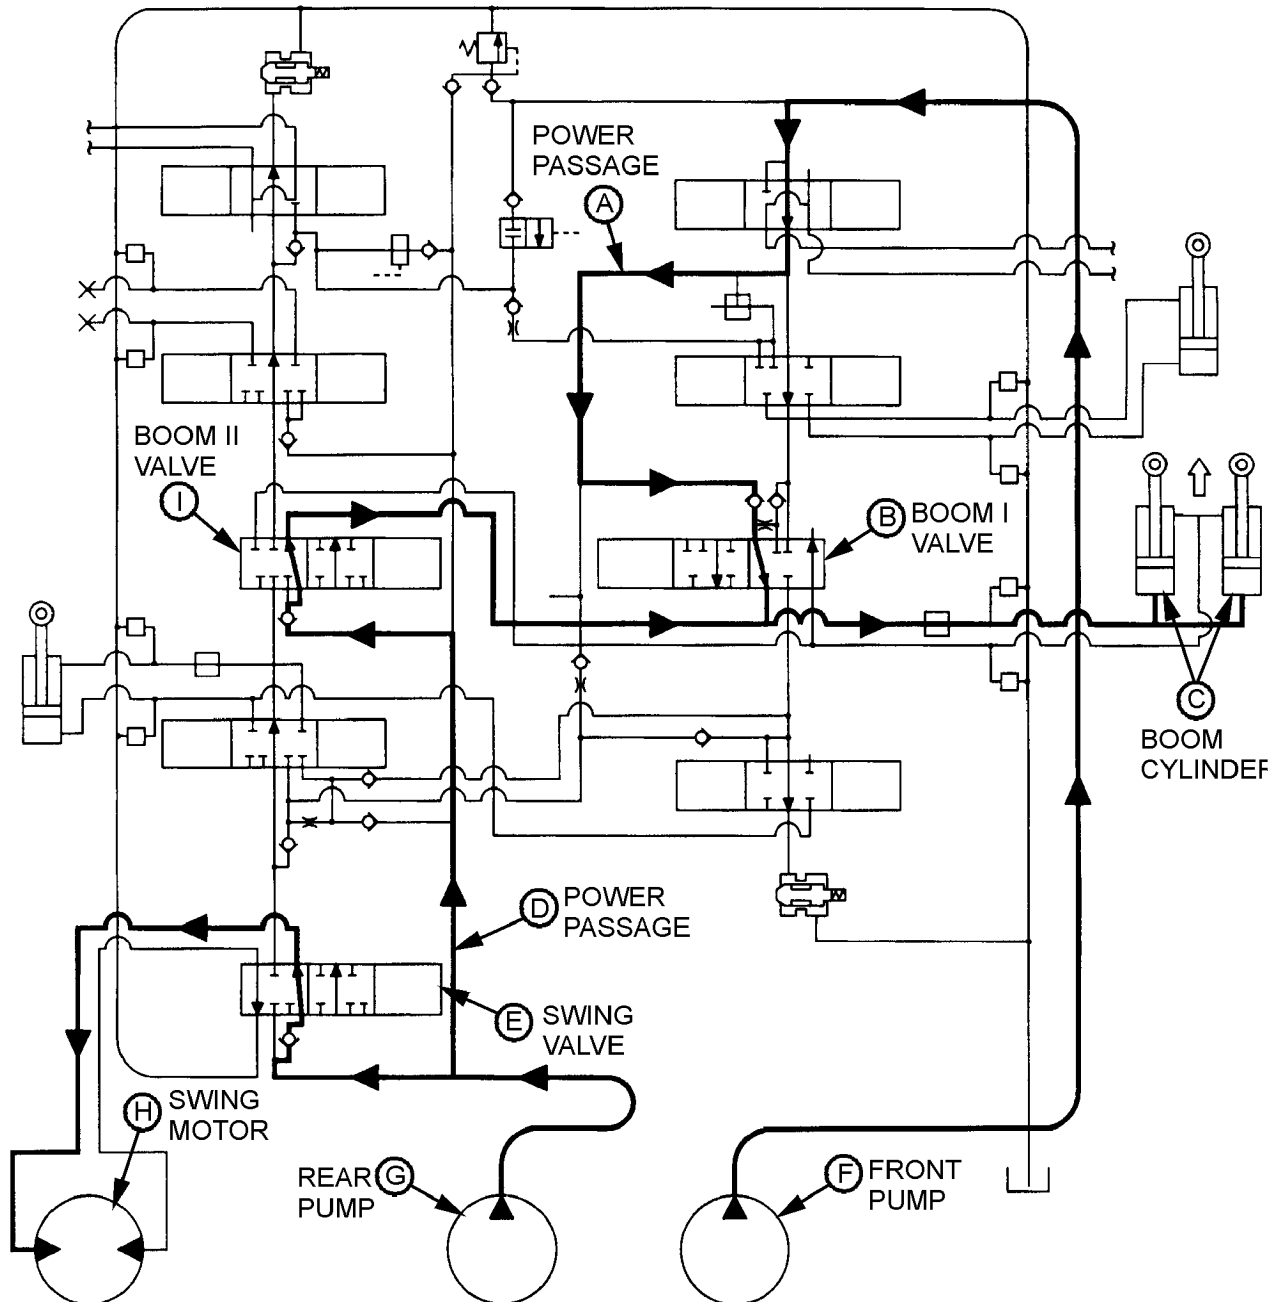 POWER
PASSAGE
A
BOOM II
VALVE
I
B
BOOM I
VALVE
C
BOOM
CYLINDER
D
POWER
PASSAGE
E
SWING
VALVE
H
SWING
MOTOR
REAR
PUMP
G
F
FRONT
PUMP